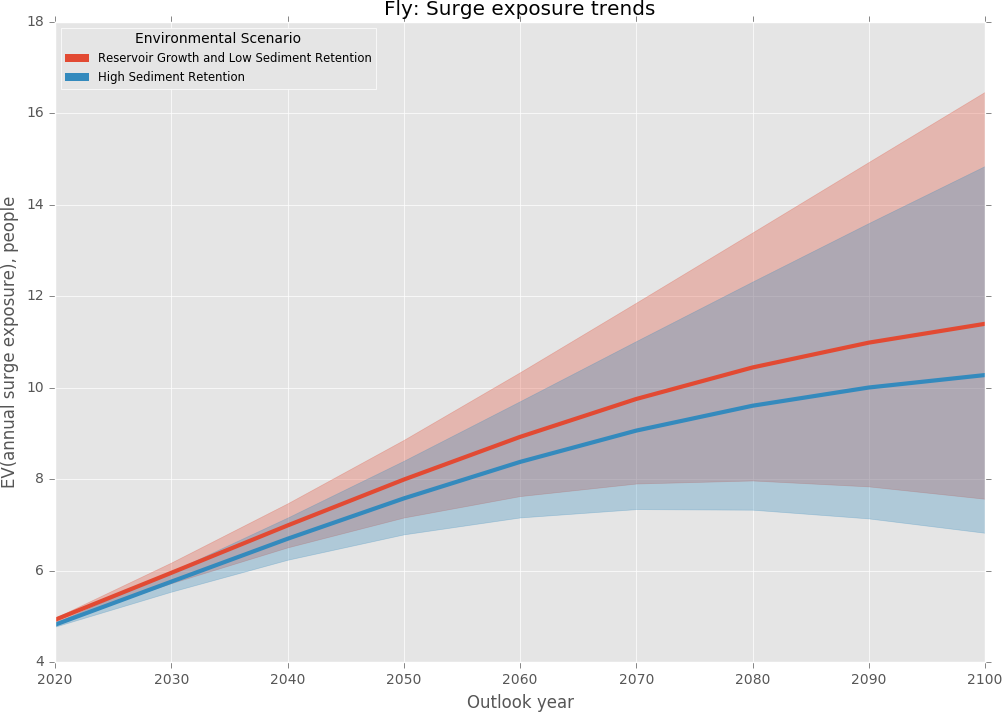 Fly: Surge exposure trends
Environmental Scenario
Reservoir Growth and Low Sediment Retention
High Sediment Retention
EV(annual surge exposure), people
18
16
14
12
10
8
6
4
2020 2030 2040 2050 2060 2070 2080 2090 2100
Outlook year